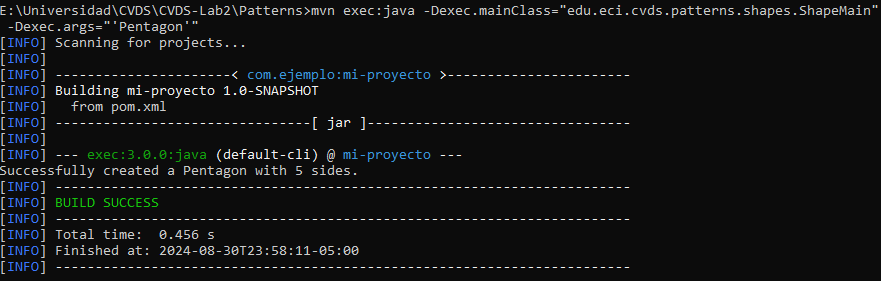 E:\Universidad\CVDS\CVDS-Lab2\Patterns>mvn exec:java -Dexec.mainClass="edu.eci.cvds.patterns.shapes.ShapeMain"
 -Dexec.args="'Pentagon'"
[INFO] Scanning for projects...
[INFO]
[INFO] ----------------------< com.ejemplo:mi-proyecto >-----------------------
[INFO] Building mi-proyecto 1.0-SNAPSHOT
[INFO]   from pom.xml
[INFO] --------------------------------[ jar ]---------------------------------
[INFO]
[INFO] --- exec:3.0.0:java (default-cli) @ mi-proyecto ---
Successfully created a Pentagon with 5 sides.
[INFO] ------------------------------------------------------------------------
[INFO] BUILD SUCCESS
[INFO] ------------------------------------------------------------------------
[INFO] Total time:  0.456 s
[INFO] Finished at: 2024-08-30T23:58:11-05:00
[INFO] ------------------------------------------------------------------------